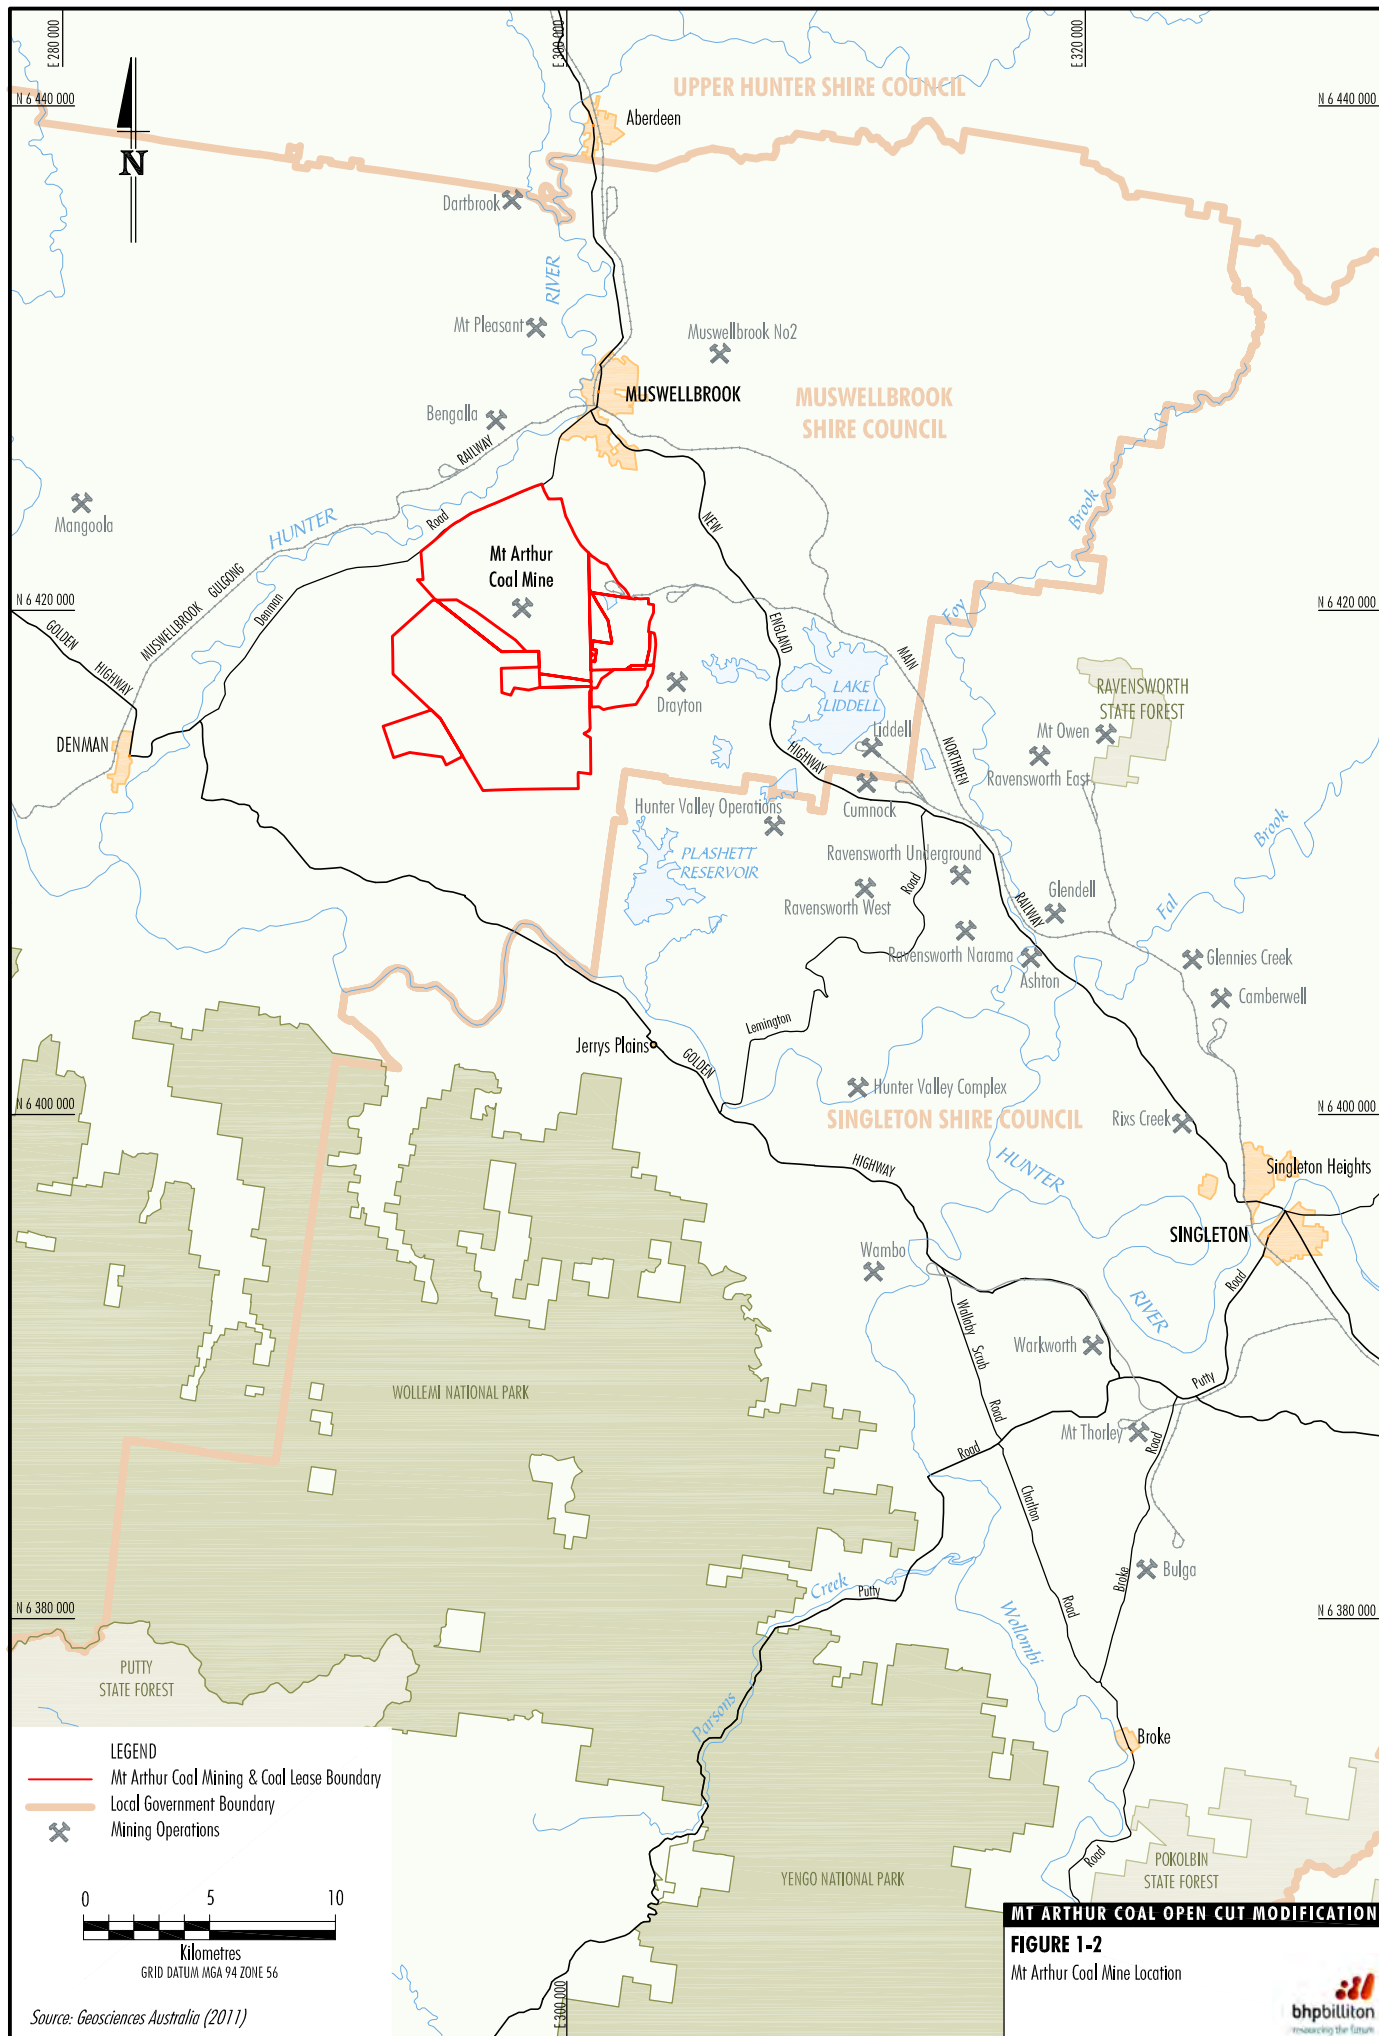 E 280 000
E 300 000
E 320 000
N 6 440 000
N 6 440 000
UPPER HUNTER SHIRE COUNCIL
Aberdeen
N
Dartbrook
RIVER
Mt Pleasant
Muswellbrook No2
MUSWELLBROOK
MUSWELLBROOK
SHIRE COUNCIL
Bengalla
RAILWAY
Mangoola
HUNTER
Road
NEW
Brook
Mt Arthur
Coal Mine
MUSWELLBROOK GULGONG
Denman
N 6 420 000
N 6 420 000
GOLDEN
HIGHWAY
ENGLAND
Foy
MAIN
LAKE
LIDDELL
RAVENSWORTH
STATE FOREST
Drayton
DENMAN
Liddell
Mt Owen
HIGHWAY
NORTHREN
Ravensworth East
Cumnock
Hunter Valley Operations
Brook
PLASHETT
RESERVOIR
Ravensworth Underground
Road
Glendell
Ravensworth West
RAILWAY
Fal
Ravensworth Narama
Ashton
Glennies Creek
Camberwell
Lemington
Jerrys Plains
GOLDEN
Hunter Valley Complex
N 6 400 000
N 6 400 000
SINGLETON SHIRE COUNCIL
Rixs Creek
HIGHWAY
HUNTER
Singleton Heights
SINGLETON
Wambo
Road
RIVER
Wallaby
Scrub
Road
Warkworth
WOLLEMI NATIONAL PARK
Putty
Mt Thorley
Road
Road
Charlton
Bulga
Creek
Putty
Broke
Road
Wollombi
N 6 380 000
N 6 380 000
PUTTY
STATE FOREST
Parsons
Broke
LEGEND
Mt Arthur Coal Mining & Coal Lease Boundary
Local Government Boundary
Mining Operations
Road
POKOLBIN
STATE FOREST
YENGO NATIONAL PARK
0 5 10
Kilometres
GRID DATUM MGA 94 ZONE 56
E 300 000
Source: Geosciences Australia (2011)
MT ARTHUR COAL OPEN CUT MODIFICATION
FIGURE 1-2
Mt Arthur Coal Mine Location
bhpbilliton
resourcing the future